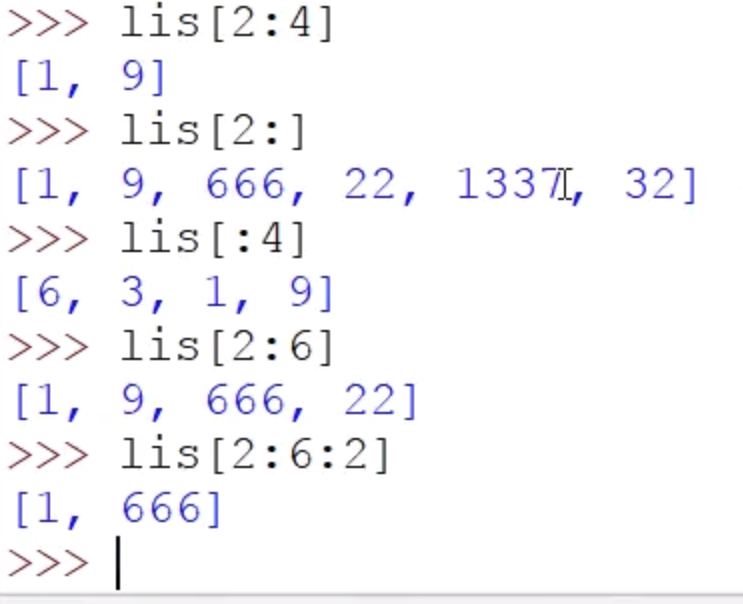 >>> lis[2:4]
[1, 9]
>>> lis[2:]
[1, 9, 666, 22, 1337, 32]
>>> lis[:4]
[6, 3, 1, 9]
>>> lis[2:6]
[1, 9, 666, 22]
>>> lis[2:6:2]
[1, 666]
>>>